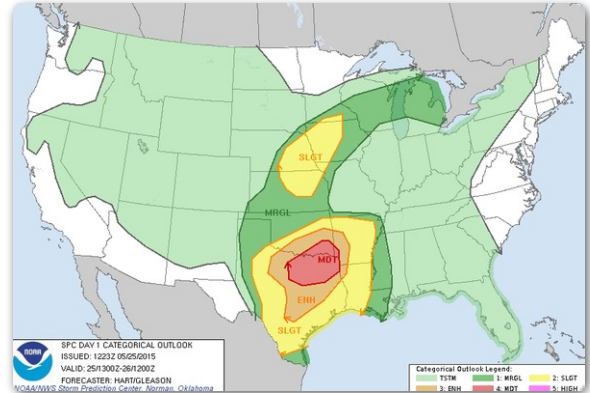 SLGT
MRGL
MDT
ENH
SLGT
NOAA
SPC DAY 1 CATEGORICAL OUTLOOK
ISSUED: 1223Z 05/25/2015
VALID: 25/1300Z-26/1200Z
FORECASTER: HART/GLEASON
NOAA/NWS Storm Prediction Center, Norman, Oklahoma
Categorical Outlook Legend:
TSTM 1: MRGL 2: SLGT
3: ENH 4: MDT 5: HIGH